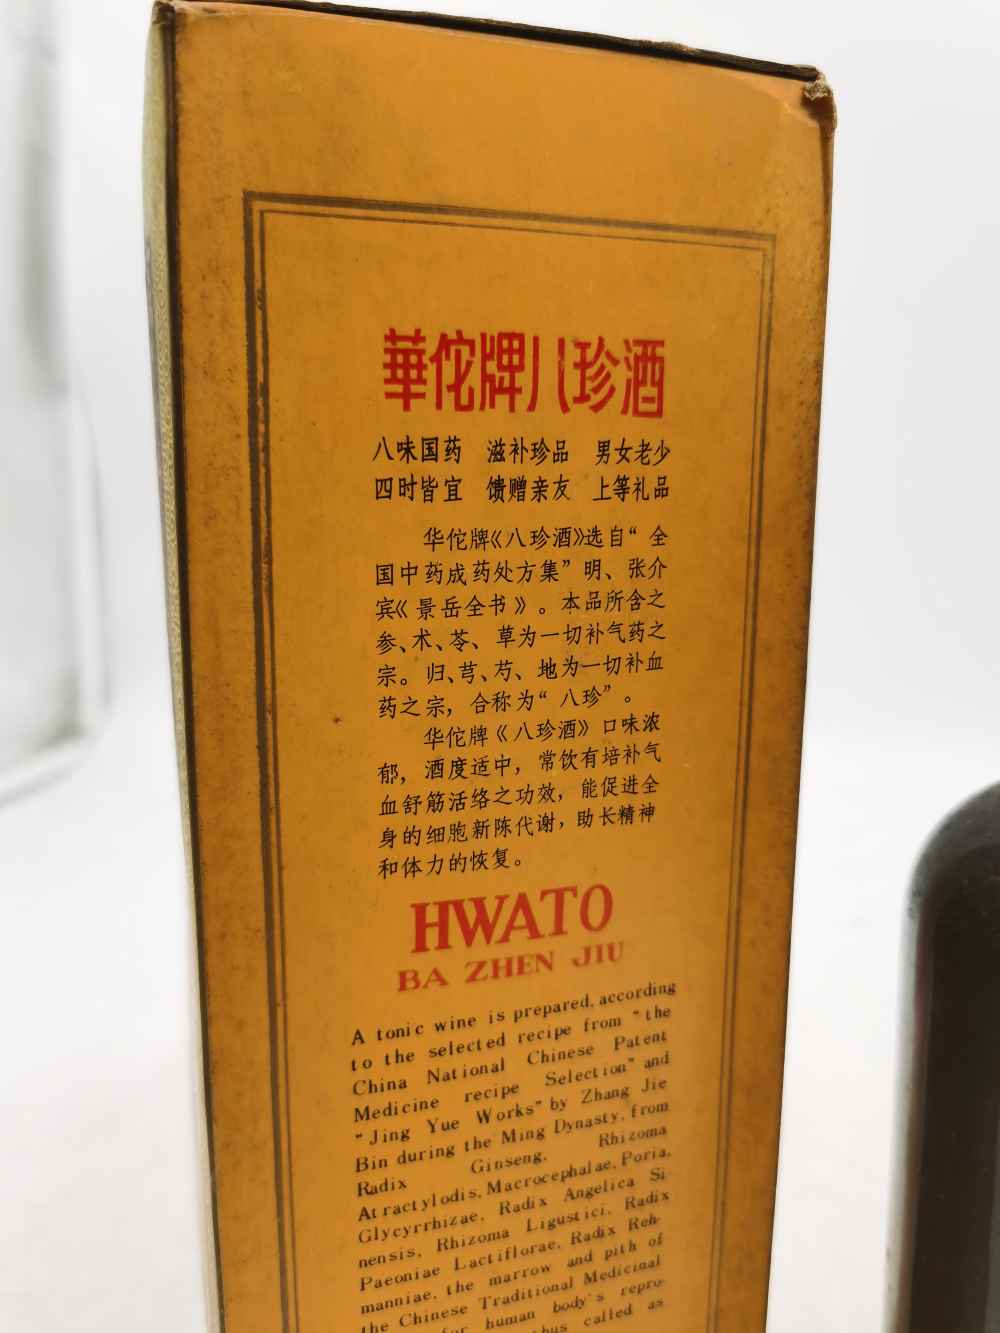 華佗牌八珍酒
八味国药 滋补珍品 男女老少
四时皆宜 馈赠亲友 上等礼品
华佗牌《八珍酒》选自“全
国中药成药处方集”明、张介
宾《景岳全书》。本品所含之
参、术、苓、草为一切补气药之
宗。归、芎、芍、地为一切补血
药之宗，合称为“八珍”。
华佗牌《八珍酒》口味浓
郁，酒度适中，常饮有培补气
血舒筋活络之功效，能促进全
身的细胞新陈代谢，助长精神
和体力的恢复。
HWATO
BA ZHEN JIU
A tonic wine is prepared, according
to the selected recipe from “the
China National Chinese Patent
Medicine recipe Selection” and
“Jing Yue Works” by Zhang Jie
Bin during the Ming Dynasty, from
Radix Ginseng, Rhizoma
Atractylodis, Macrocephalae, Poria,
Glycyrrhizae, Radix Angelica Si-
nensis, Rhizoma Ligustici, Radix
Paeoniae Lactiflorae, Radix Reh-
manniae, the marrow and pith of
the Chinese Traditional Medicinal
for human body's repro-
thus called as